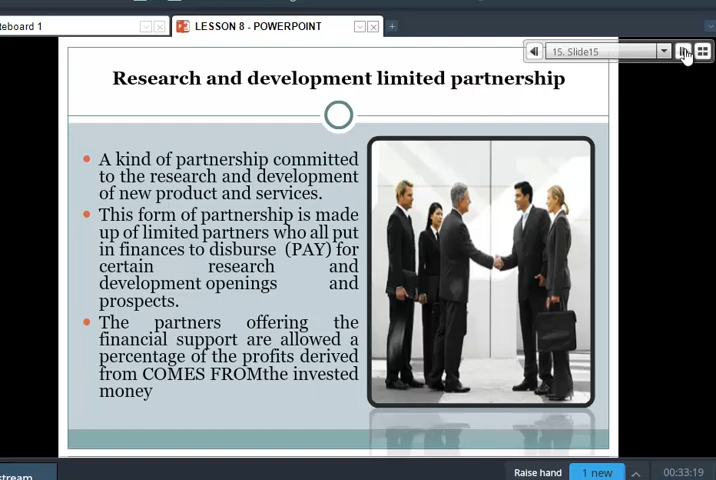 teboard 1
LESSON 8 - POWERPOINT
15. Slide15
Research and development limited partnership
A kind of partnership committed
to the research and development
of new product and services.
This form of partnership is made
up of limited partners who all put
in finances to disburse (PAY) for
certain research and
development openings and
prospects.
The partners offering the
financial support are allowed a
percentage of the profits derived
from COMES FROMthe invested
money
stream
Raise hand
1 new
00:33:19